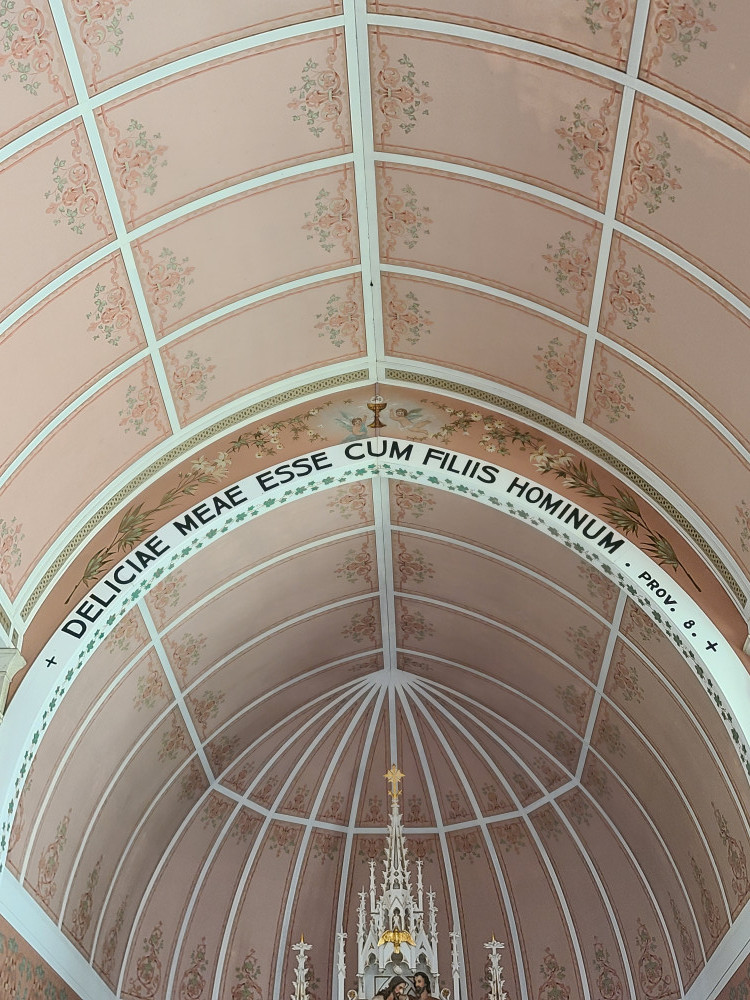 + DELICIAE MEAE ESSE CUM FILIIS HOMINUM . PROV. 8. +